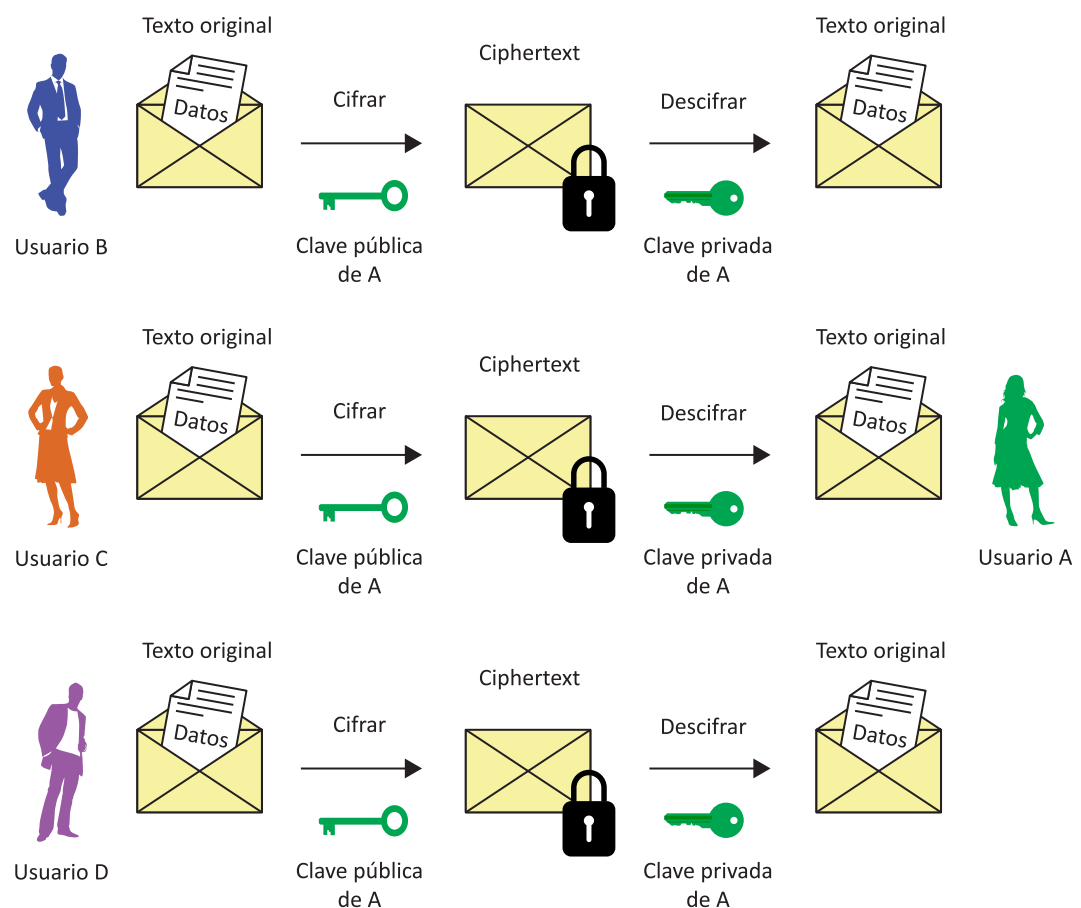 Texto original
Ciphertext
Texto original
Datos
Cifrar
Descifrar
Datos
Usuario B
Clave pública
de A
Clave privada
de A
Texto original
Ciphertext
Texto original
Datos
Cifrar
Descifrar
Datos
Usuario C
Clave pública
de A
Clave privada
de A
Usuario A
Texto original
Ciphertext
Texto original
Datos
Cifrar
Descifrar
Datos
Usuario D
Clave pública
de A
Clave privada
de A